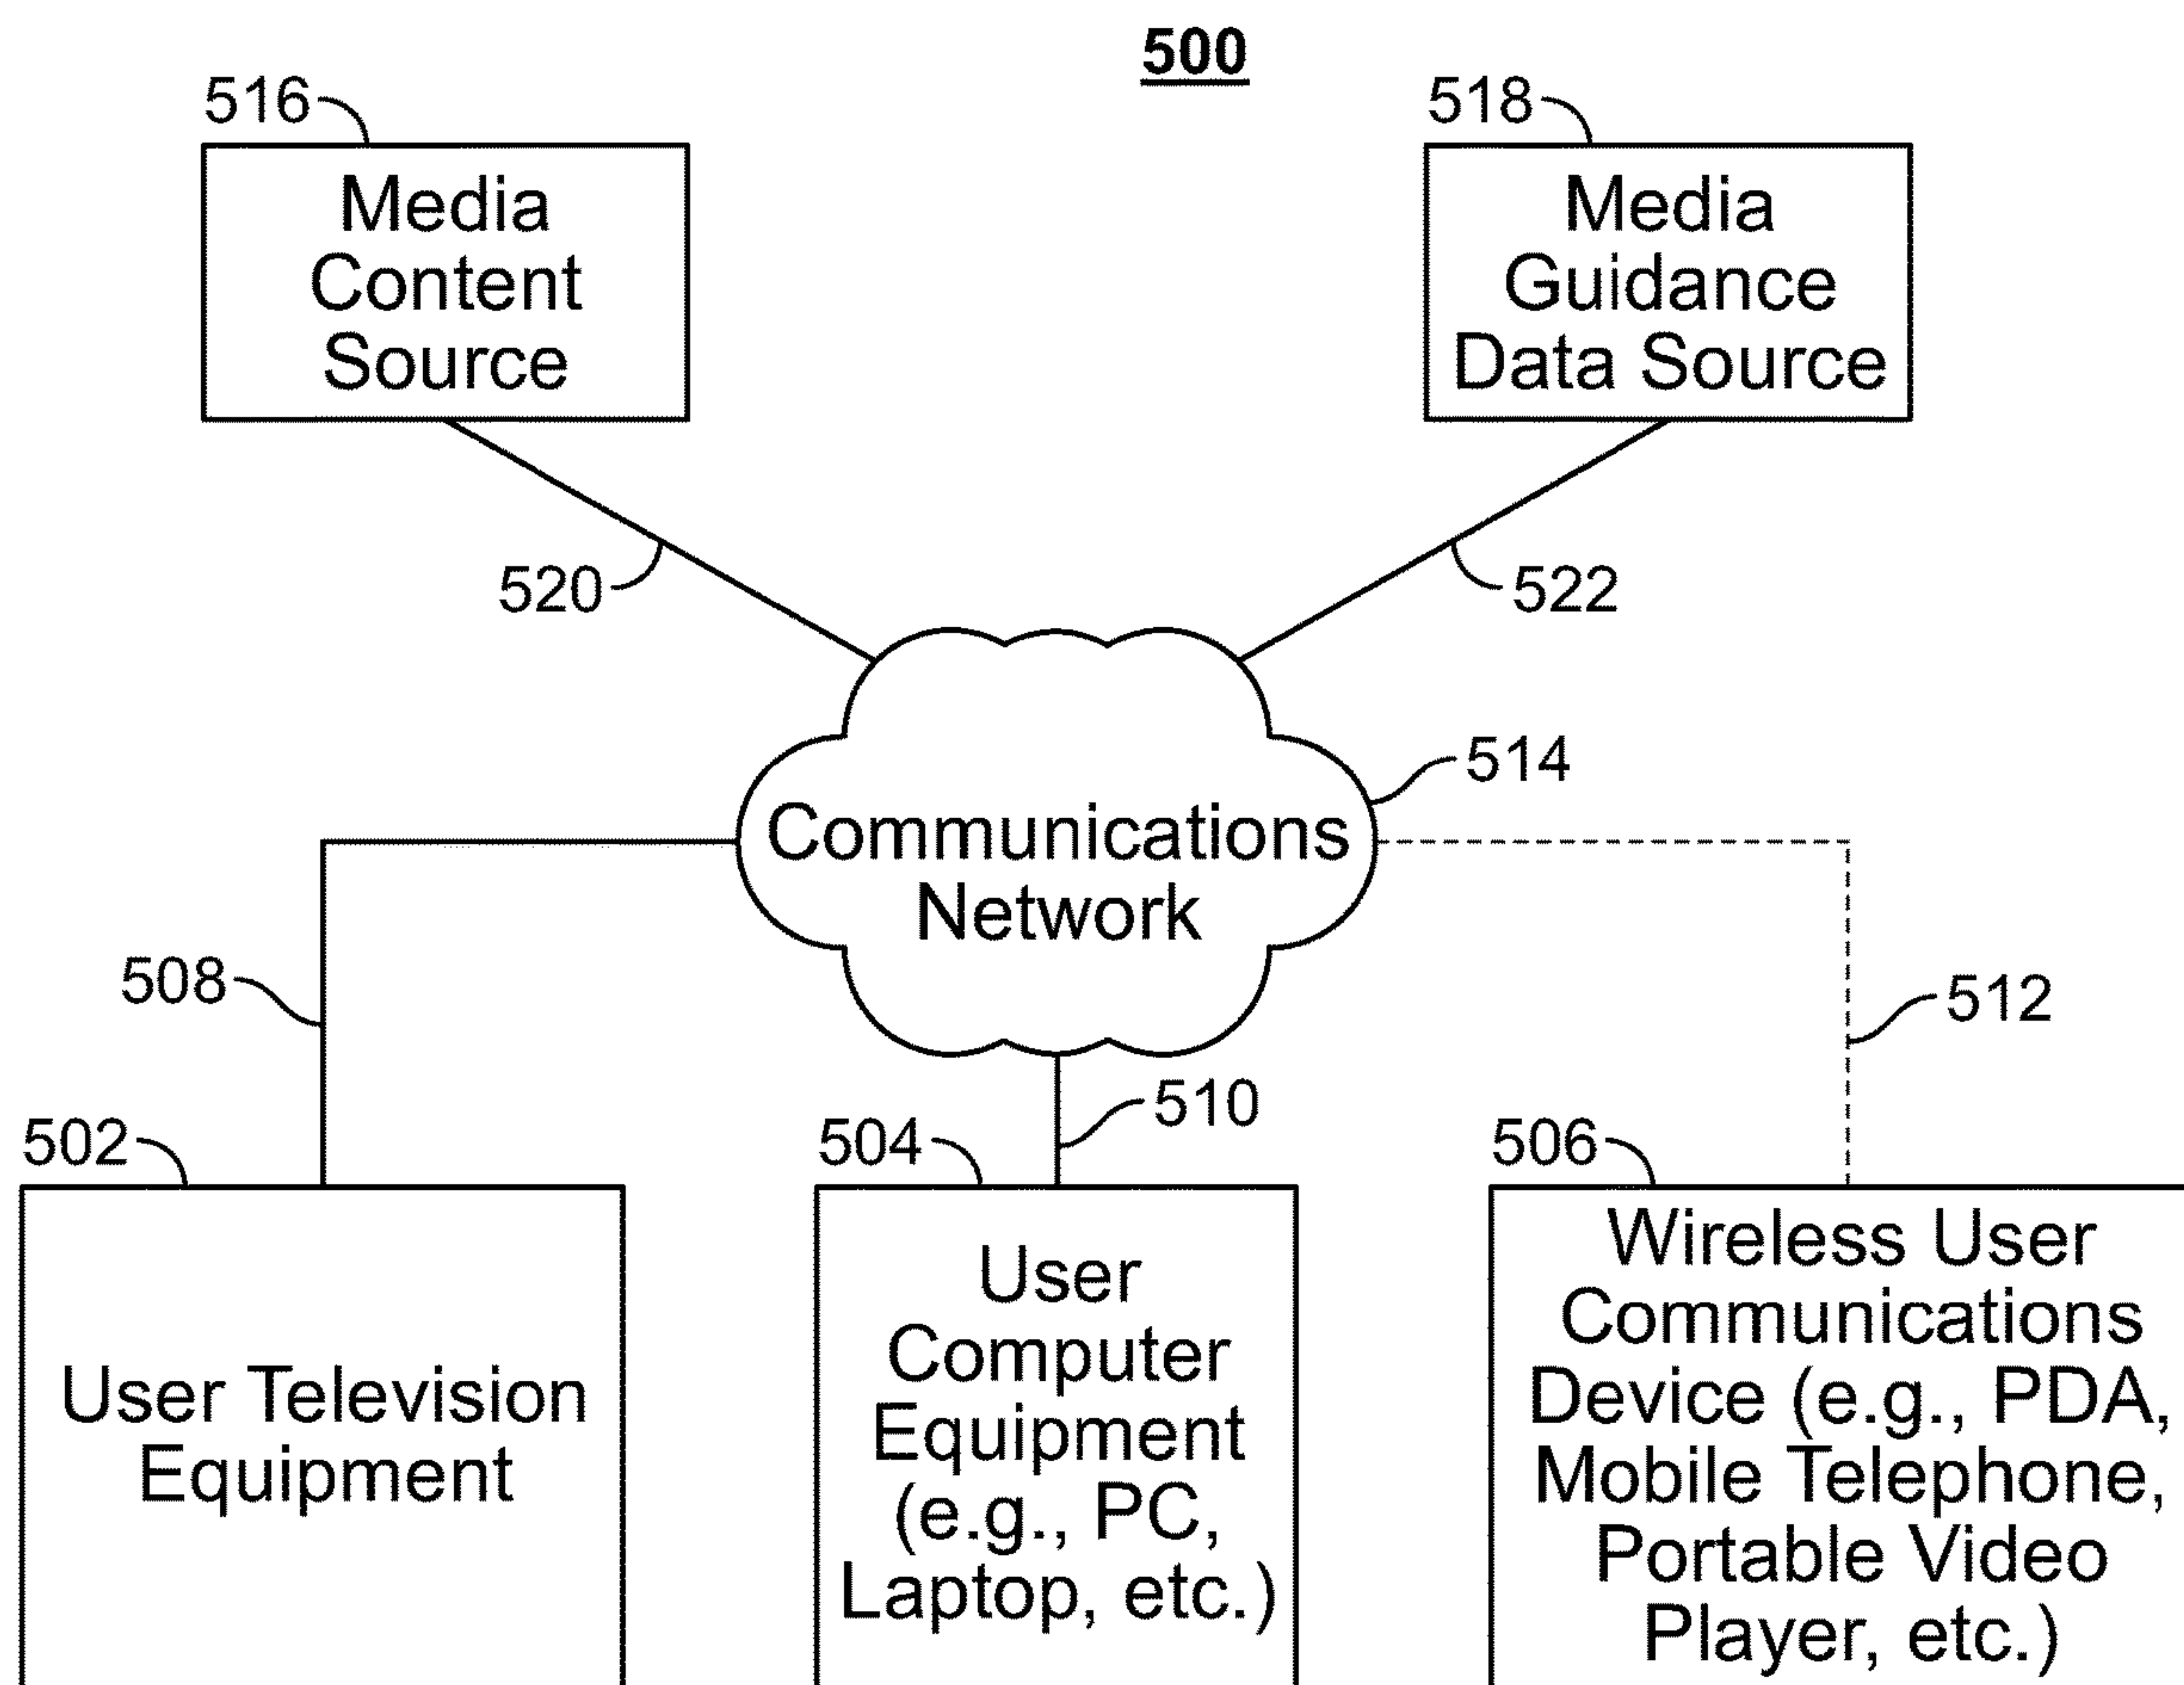 500
516
518
Media
Content
Source
Media
Guidance
Data Source
520
522
514
Communications
Network
508
512
510
502
504
506
User Television
Equipment
User
Computer
Equipment
(e.g., PC,
Laptop, etc.)
Wireless User
Communications
Device (e.g., PDA,
Mobile Telephone,
Portable Video
Player, etc.)